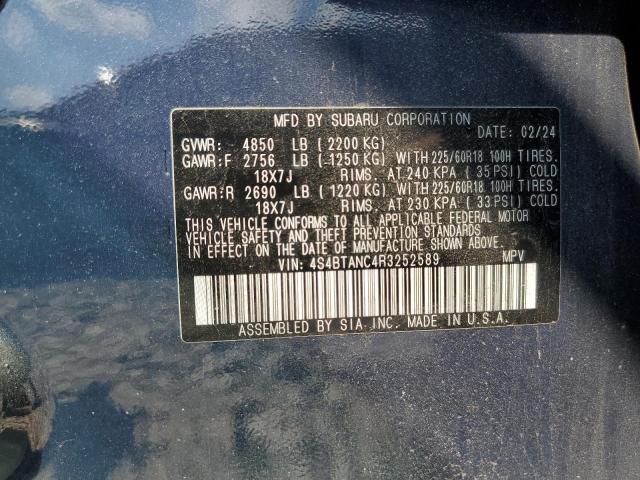 MFD BY SUBARU CORPORATION
DATE: 02/24
GVWR: 4850 LB ( 2200 KG)
GAWR:F 2756 LB ( 1250 KG) WITH 225/60R18 100H TIRES.
18X7J RIMS. AT 240 KPA ( 35 PSI) COLD
GAWR:R 2690 LB ( 1220 KG) WITH 225/60R18 100H TIRES.
18X7J RIMS. AT 230 KPA ( 33 PSI) COLD
THIS VEHICLE CONFORMS TO ALL APPLICABLE FEDERAL MOTOR
VEHICLE SAFETY AND THEFT PREVENTION STANDARDS
IN EFFECT ON THE DATE OF MANUFACTURE SHOWN ABOVE.
VIN: 4S4BTANC4R3252589 MPV
ASSEMBLED BY SIA INC. MADE IN U.S.A.